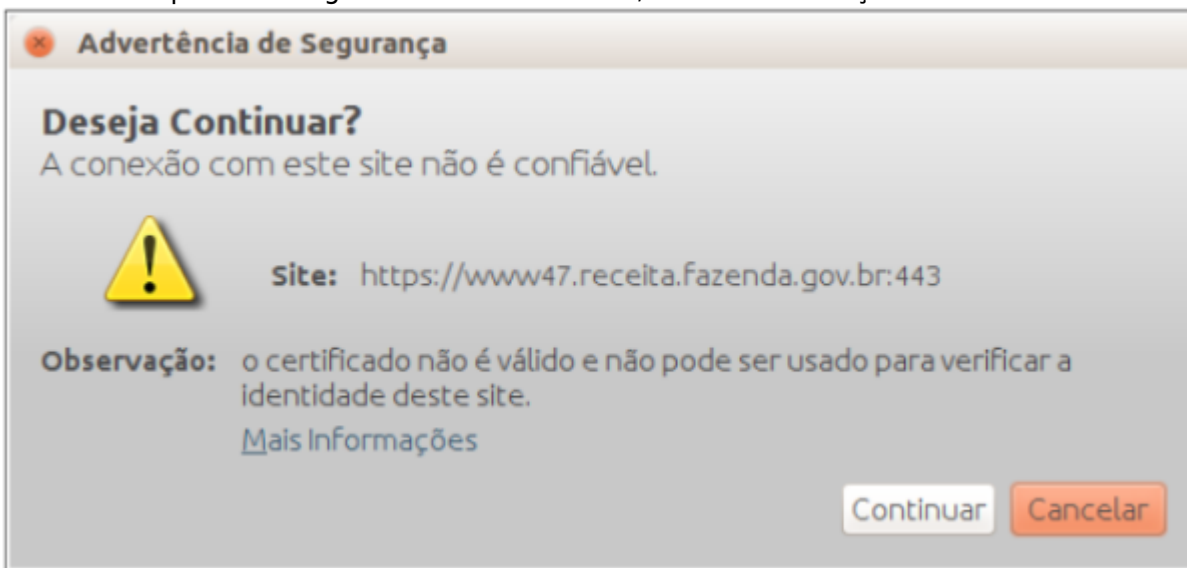 Advertência de Segurança
Deseja Continuar?
A conexão com este site não é confiável.
Site: https://www47.receita.fazenda.gov.br:443
Observação: o certificado não é válido e não pode ser usado para verificar a
identidade deste site.
Mais Informações
Continuar Cancelar